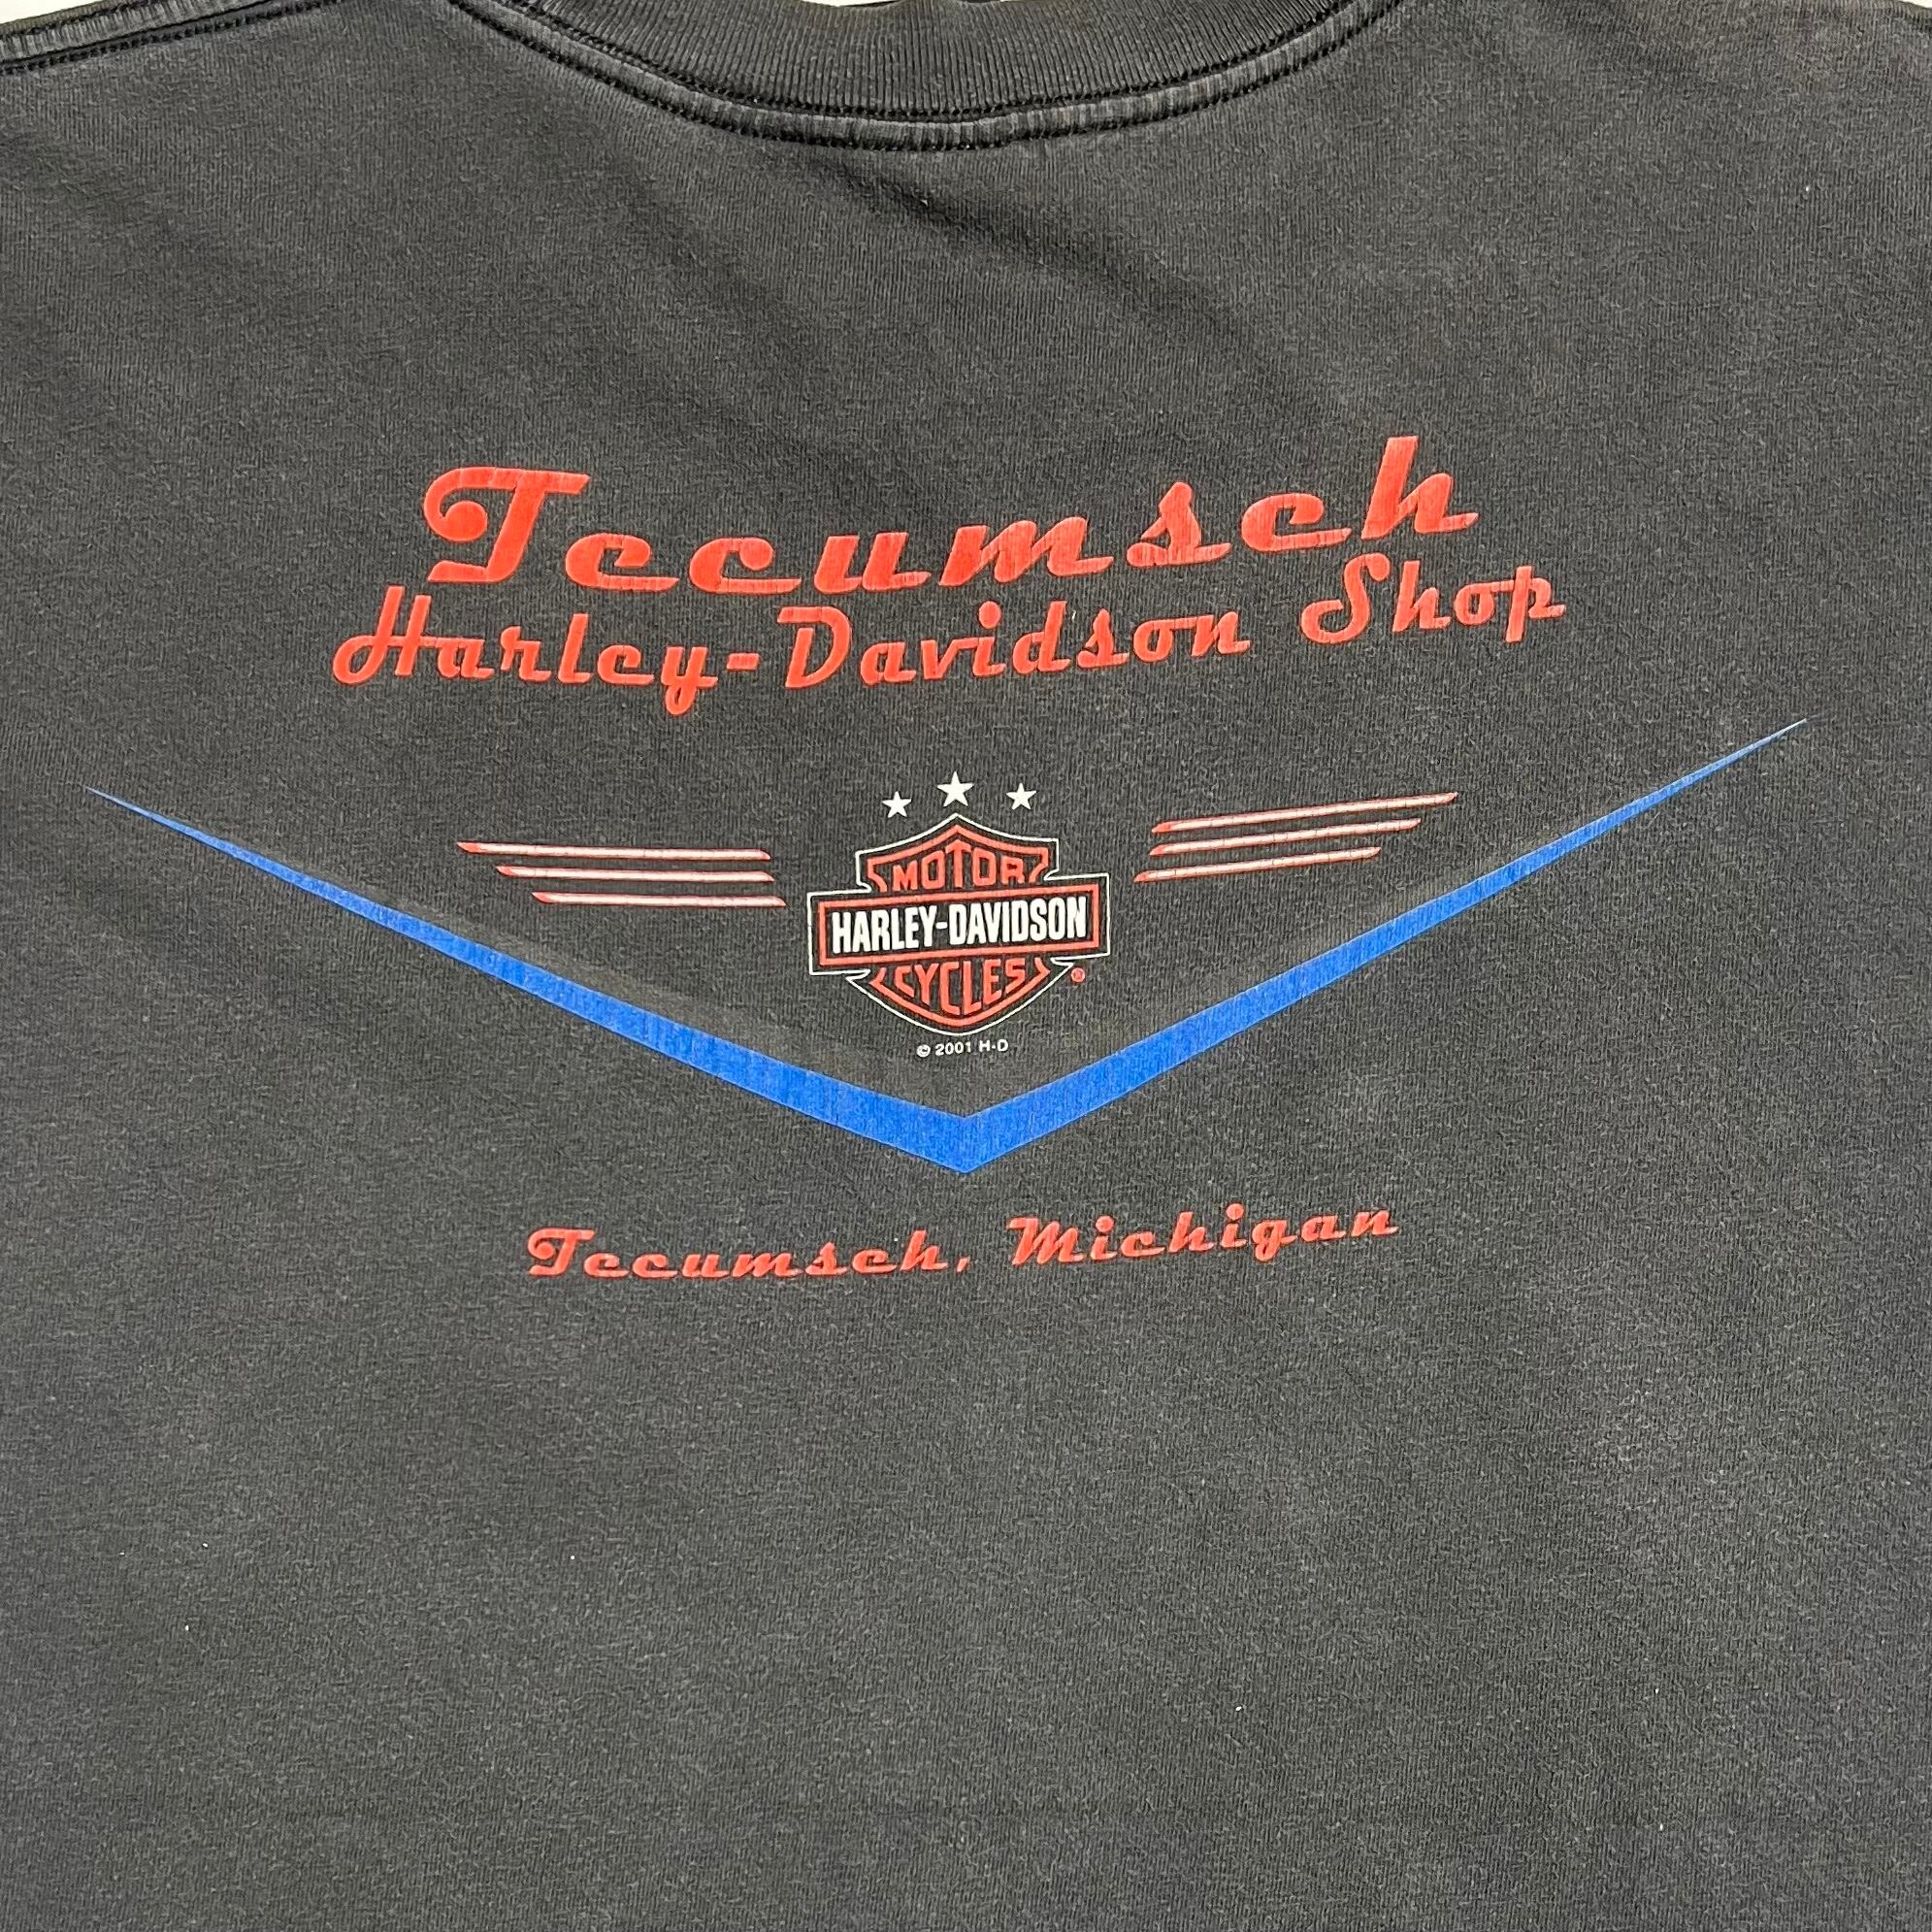 Tecumseh
Harley-Davidson Shop
MOTOR
HARLEY-DAVIDSON
CYCLES ®
© 2001 H-D
Tecumseh, Michigan